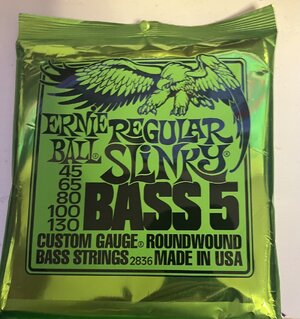 ERNIE BALL
REGULAR
SLINKY
45
65
80
100
130
BASS 5
CUSTOM GAUGE® ROUNDWOUND
BASS STRINGS 2836 MADE IN USA